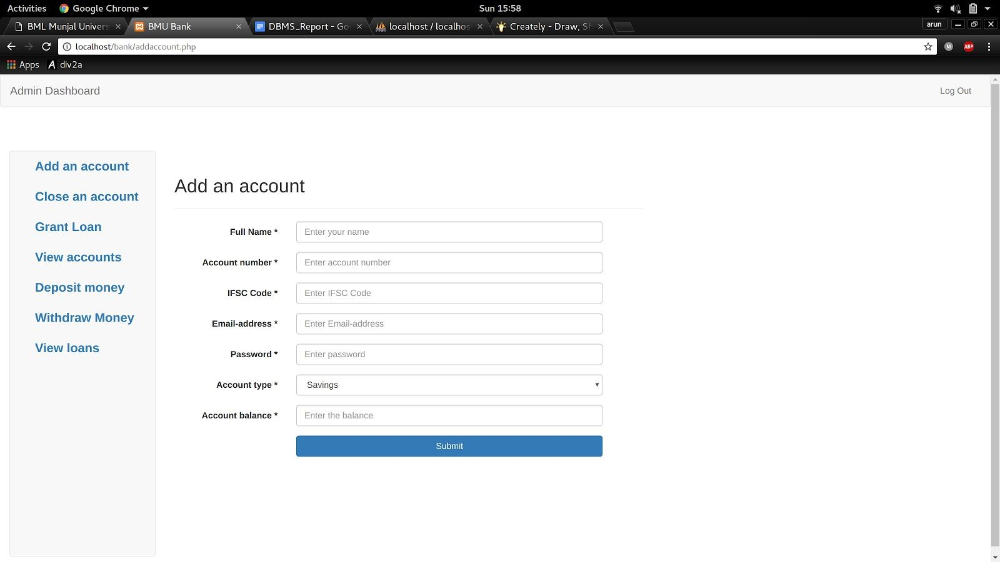 Activities Google Chrome Sun 15:58
BML Munjal Univers BMU Bank DBMS_Report - Go localhost / localhos Creately - Draw, Sh arun
localhost/bank/addaccount.php M ABP
Apps A div2a
Admin Dashboard Log Out
Add an account
Close an account
Grant Loan
View accounts
Deposit money
Withdraw Money
View loans
Add an account
Full Name * Enter your name
Account number * Enter account number
IFSC Code * Enter IFSC Code
Email-address * Enter Email-address
Password * Enter password
Account type * Savings
Account balance * Enter the balance
Submit